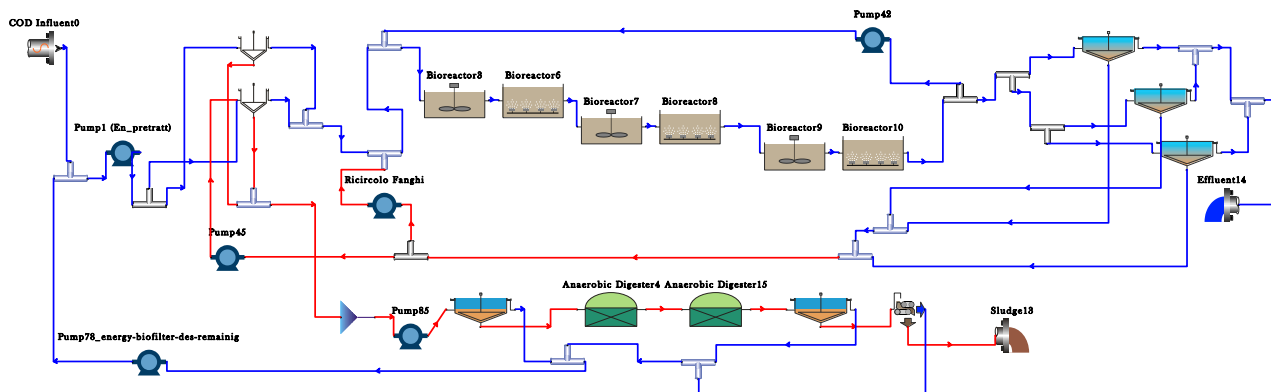 COD Influent0
Pump42
Bioreactor3
Bioreactor6
Bioreactor7
Bioreactor8
Bioreactor9
Bioreactor10
Pump1 (En_pretratt)
Ricircolo Fanghi
Effluent14
Pump45
Anaerobic Digester4
Anaerobic Digester15
Pump85
Sludge13
Pump78_energy-biofilter-des-remainig